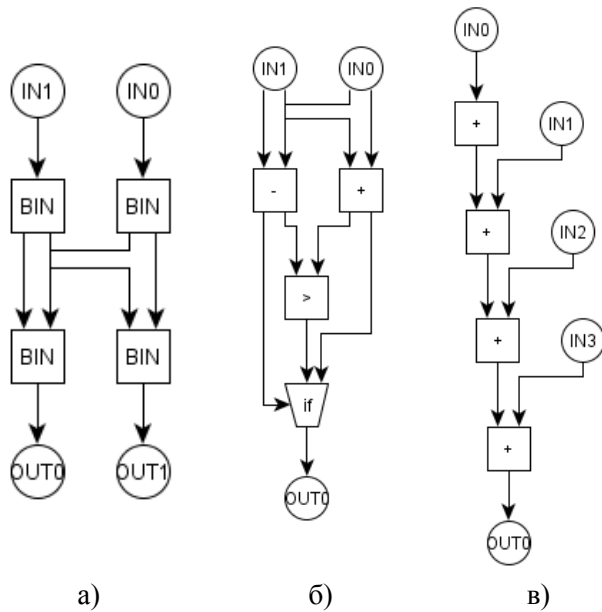 IN1 IN0
BIN BIN
BIN BIN
OUT0 OUT1
а)
IN1 IN0
- +
>
if
OUT0
б)
IN0
+
IN1
+
IN2
+
IN3
+
OUT0
в)